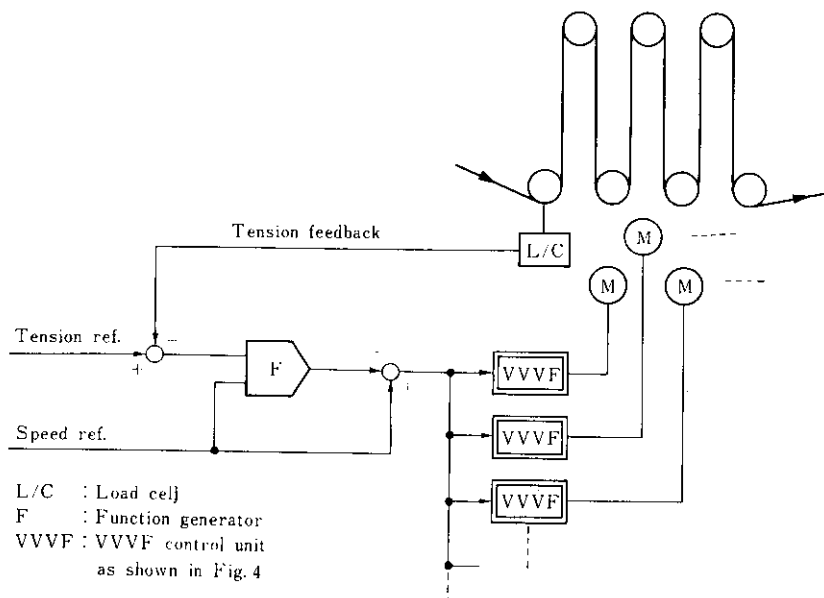 Tension feedback
L/C
M
M
M
Tension ref.
+
−
F
−
+
VVVF
Speed ref.
VVVF
VVVF
L/C : Load cell
F : Function generator
VVVF : VVVF control unit
as shown in Fig. 4